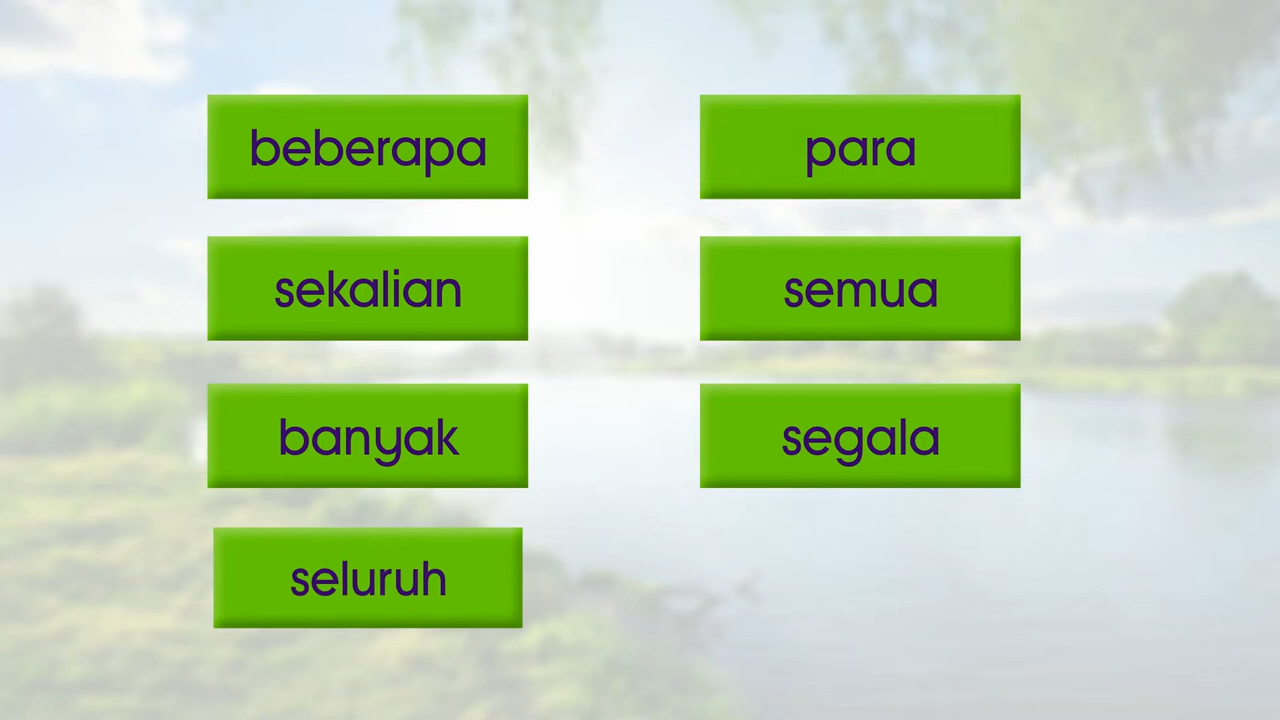 beberapa
para
sekalian
semua
banyak
segala
seluruh